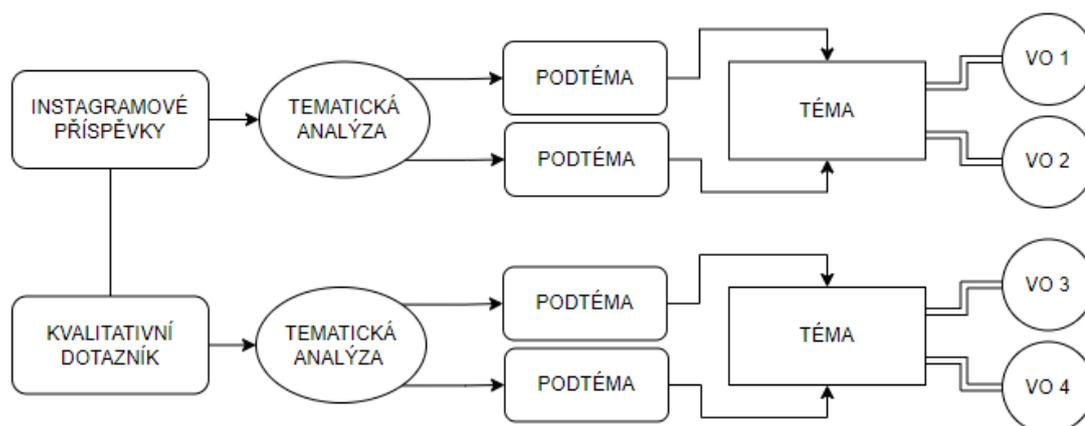 INSTAGRAMOVÉ
PŘÍSPĚVKY
TEMATICKÁ
ANALÝZA
PODTÉMA
PODTÉMA
TÉMA
VO 1
VO 2
KVALITATIVNÍ
DOTAZNÍK
TEMATICKÁ
ANALÝZA
PODTÉMA
PODTÉMA
TÉMA
VO 3
VO 4